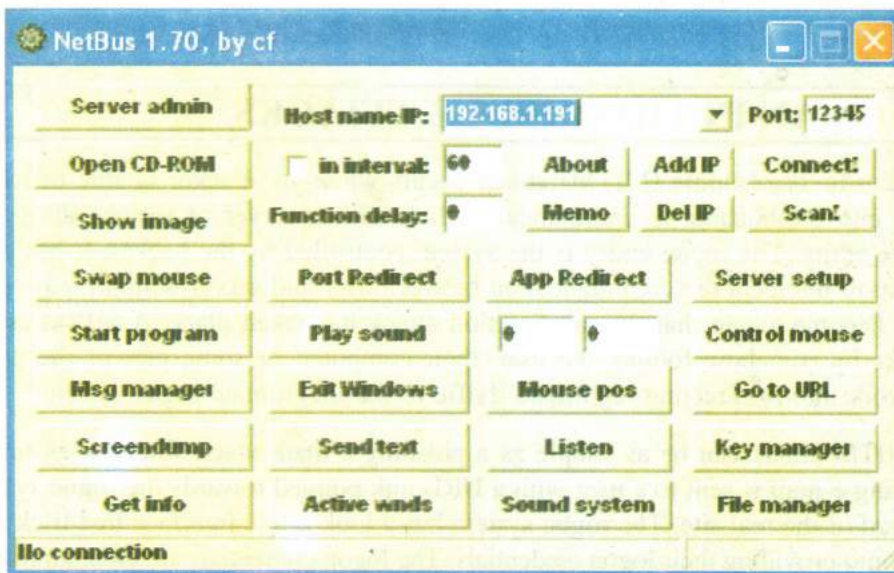 NetBus 1.70, by cf
Server admin Host name/IP: 192.168.1.191 Port: 12345
Open CD-ROM in interval: 60 About Add IP Connect!
Show image Function delay: 0 Memo Del IP Scan!
Swap mouse Port Redirect App Redirect Server setup
Start program Play sound 0 0 Control mouse
Msg manager Exit Windows Mouse pos Go to URL
Screendump Send text Listen Key manager
Get info Active wnds Sound system File manager
No connection